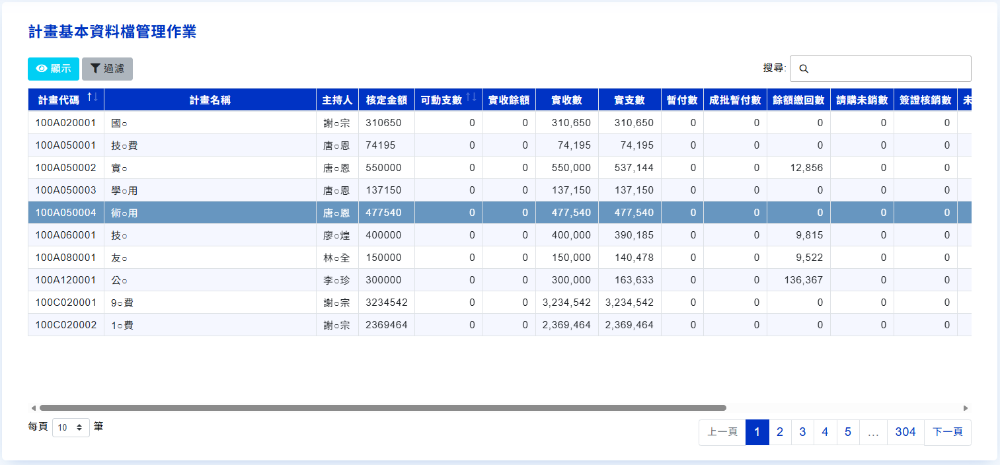 計畫基本資料檔管理作業
顯示 過濾 搜尋:
計畫代碼 計畫名稱 主持人 核定金額 可動支數 實收餘額 實收數 實支數 暫付數 成批暫付數 餘額繳回數 請購未銷數 簽證核銷數 未
100A020001 國○ 謝○宗 310650 0 0 310,650 310,650 0 0 0 0 0
100A050001 技○費 唐○恩 74195 0 0 74,195 74,195 0 0 0 0 0
100A050002 實○ 唐○恩 550000 0 0 550,000 537,144 0 0 12,856 0 0
100A050003 學○用 唐○恩 137150 0 0 137,150 137,150 0 0 0 0 0
100A050004 術○用 唐○恩 477540 0 0 477,540 477,540 0 0 0 0 0
100A060001 技○ 廖○煌 400000 0 0 400,000 390,185 0 0 9,815 0 0
100A080001 友○ 林○全 150000 0 0 150,000 140,478 0 0 9,522 0 0
100A120001 公○ 李○珍 300000 0 0 300,000 163,633 0 0 136,367 0 0
100C020001 9○費 謝○宗 3234542 0 0 3,234,542 3,234,542 0 0 0 0 0
100C020002 1○費 謝○宗 2369464 0 0 2,369,464 2,369,464 0 0 0 0 0
每頁 10 筆 上一頁 1 2 3 4 5 ... 304 下一頁